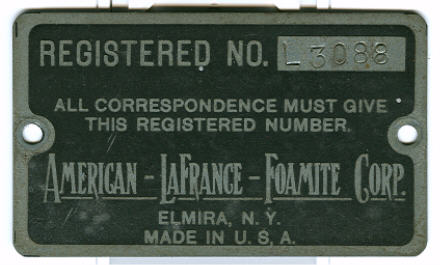 REGISTERED NO. L 3088
ALL CORRESPONDENCE MUST GIVE
THIS REGISTERED NUMBER.
AMERICAN-LAFRANCE-FOAMITE CORP.
ELMIRA, N. Y.
MADE IN U. S. A.